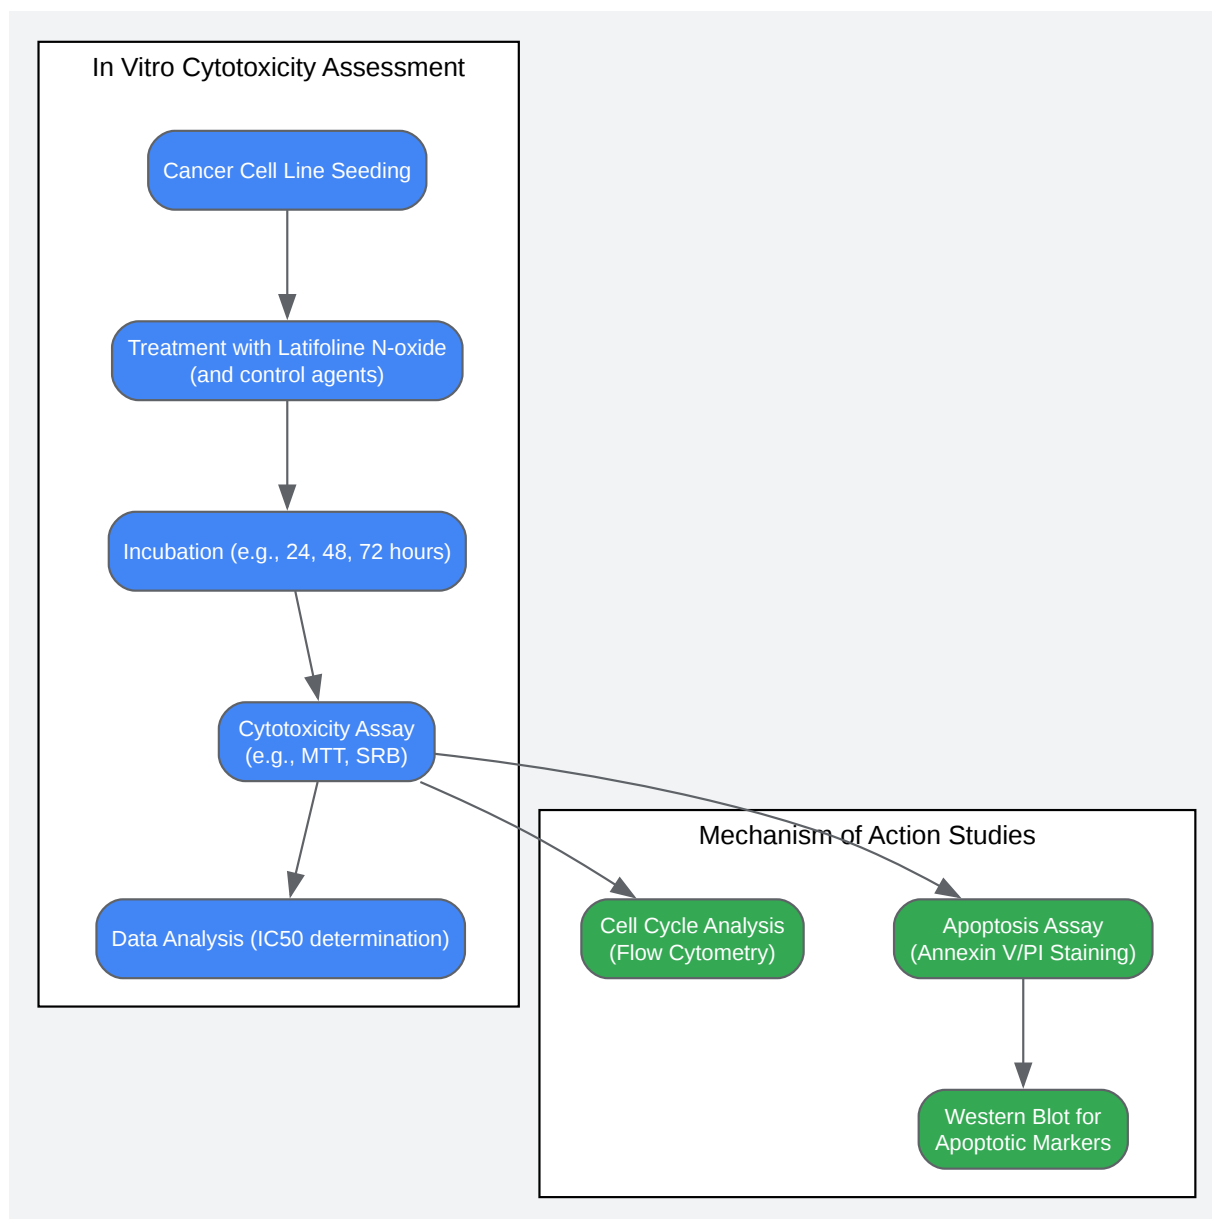 In Vitro Cytotoxicity Assessment
Cancer Cell Line Seeding
Treatment with Latifoline N-oxide
(and control agents)
Incubation (e.g., 24, 48, 72 hours)
Cytotoxicity Assay
(e.g., MTT, SRB)
Data Analysis (IC50 determination)
Mechanism of Action Studies
Cell Cycle Analysis
(Flow Cytometry)
Apoptosis Assay
(Annexin V/PI Staining)
Western Blot for
Apoptotic Markers